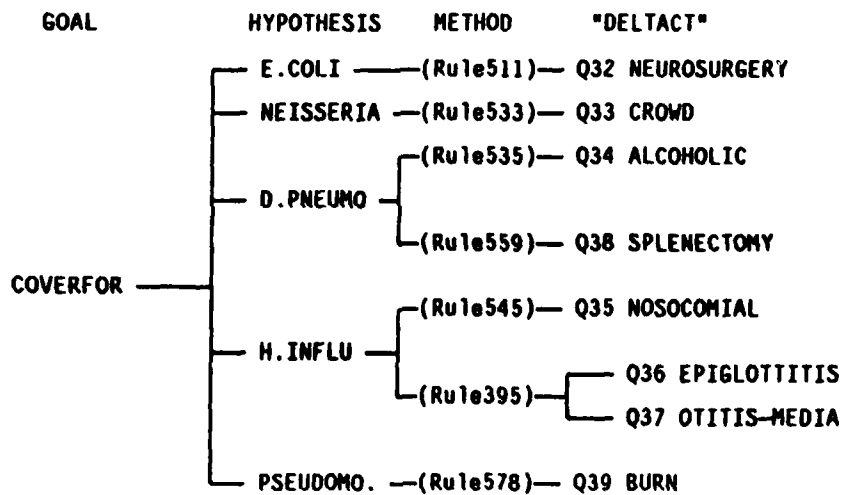 GOAL HYPOTHESIS METHOD "DELTACT"
E.COLI (Rule511) Q32 NEUROSURGERY
NEISSERIA (Rule533) Q33 CROWD
(Rule535) Q34 ALCOHOLIC
D.PNEUMO
(Rule559) Q38 SPLENECTOMY
COVERFOR
(Rule545) Q35 NOSOCOMIAL
H.INFLU
Q36 EPIGLOTTITIS
(Rule395)
Q37 OTITIS-MEDIA
PSEUDOMO. (Rule578) Q39 BURN